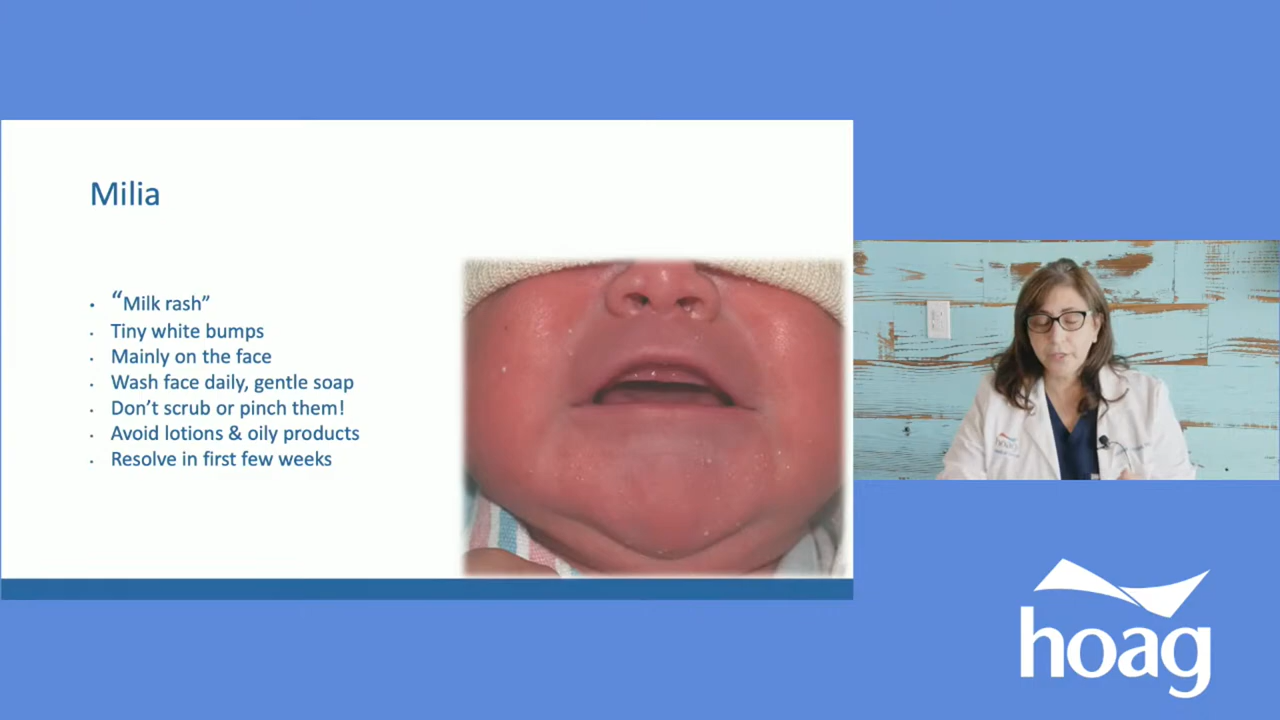 Milia
• “Milk rash”
• Tiny white bumps
• Mainly on the face
• Wash face daily, gentle soap
• Don’t scrub or pinch them!
• Avoid lotions & oily products
• Resolve in first few weeks
hoag
hoag